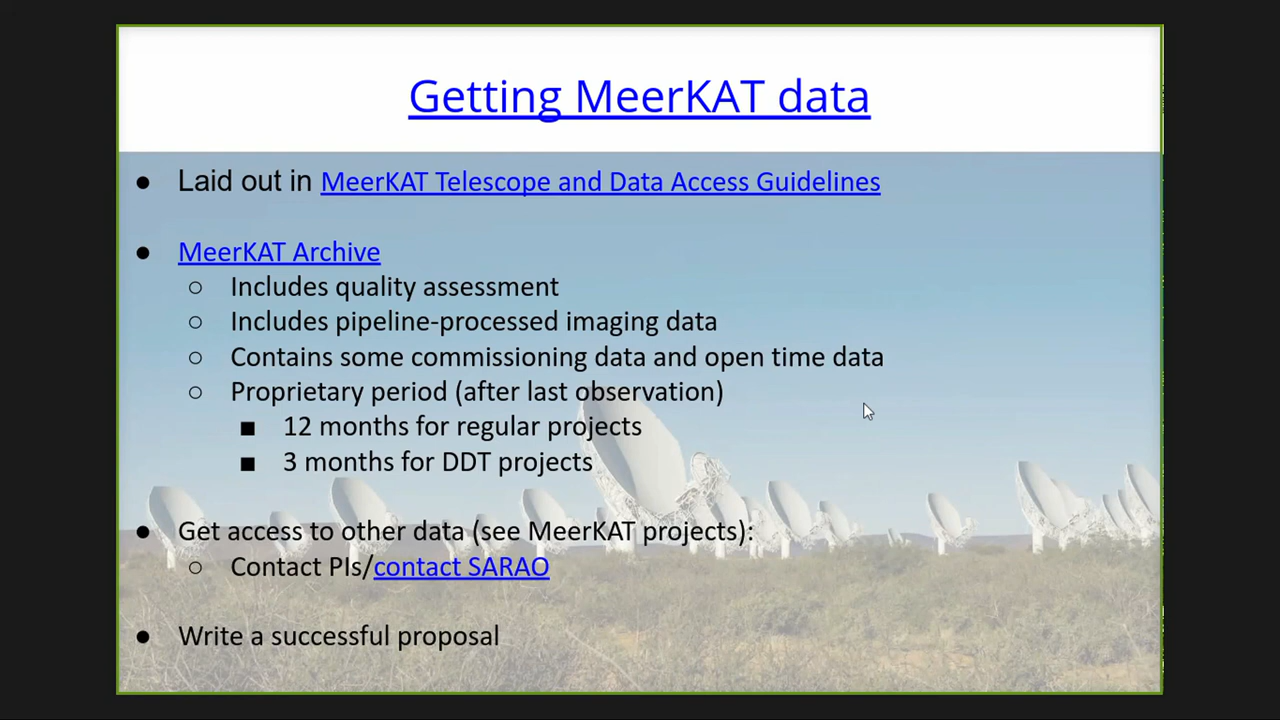 Getting MeerKAT data
● Laid out in MeerKAT Telescope and Data Access Guidelines
● MeerKAT Archive
○ Includes quality assessment
○ Includes pipeline-processed imaging data
○ Contains some commissioning data and open time data
○ Proprietary period (after last observation)
■ 12 months for regular projects
■ 3 months for DDT projects
● Get access to other data (see MeerKAT projects):
○ Contact PIs/contact SARAO
● Write a successful proposal